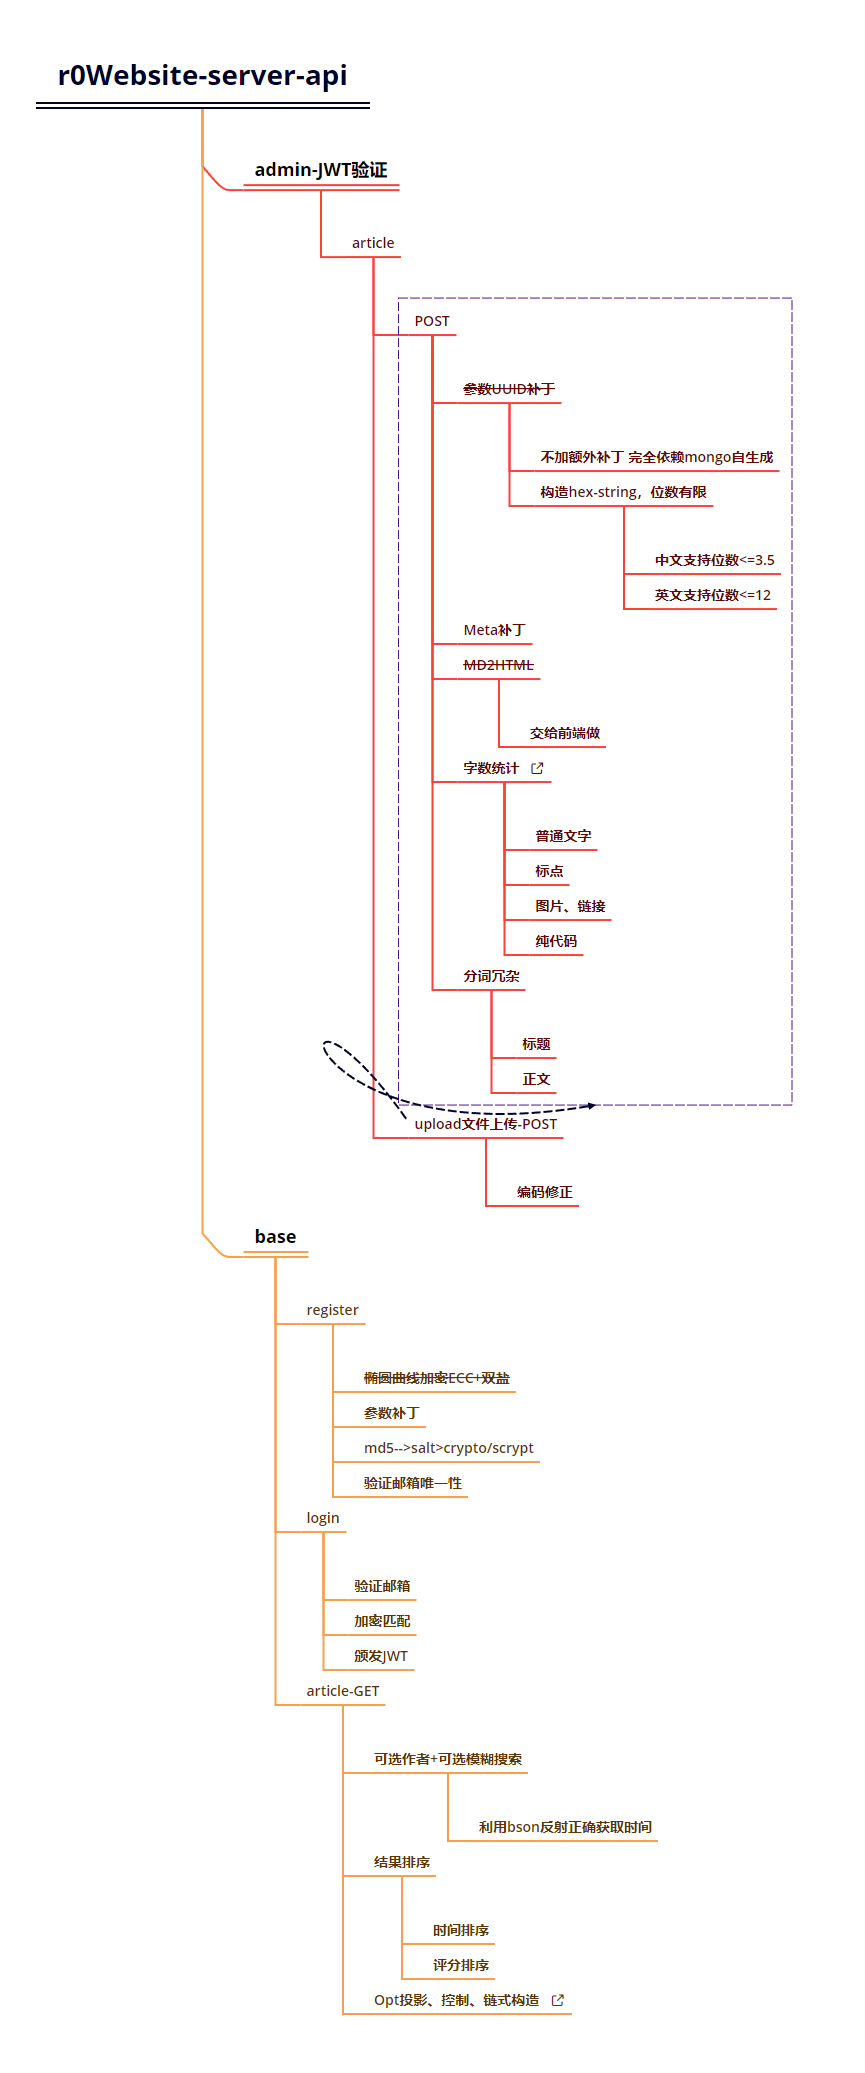 r0Website-server-api
admin-JWT验证
article
POST
参数UUID补丁
不加额外补丁 完全依赖mongo自生成
构造hex-string，位数有限
中文支持位数<=3.5
英文支持位数<=12
Meta补丁
MD2HTML
交给前端做
字数统计
普通文字
标点
图片、链接
纯代码
分词冗杂
标题
正文
upload文件上传-POST
编码修正
base
register
椭圆曲线加密ECC+双盐
参数补丁
md5-->salt>crypto/scrypt
验证邮箱唯一性
login
验证邮箱
加密匹配
颁发JWT
article-GET
可选作者+可选模糊搜索
利用bson反射正确获取时间
结果排序
时间排序
评分排序
Opt投影、控制、链式构造